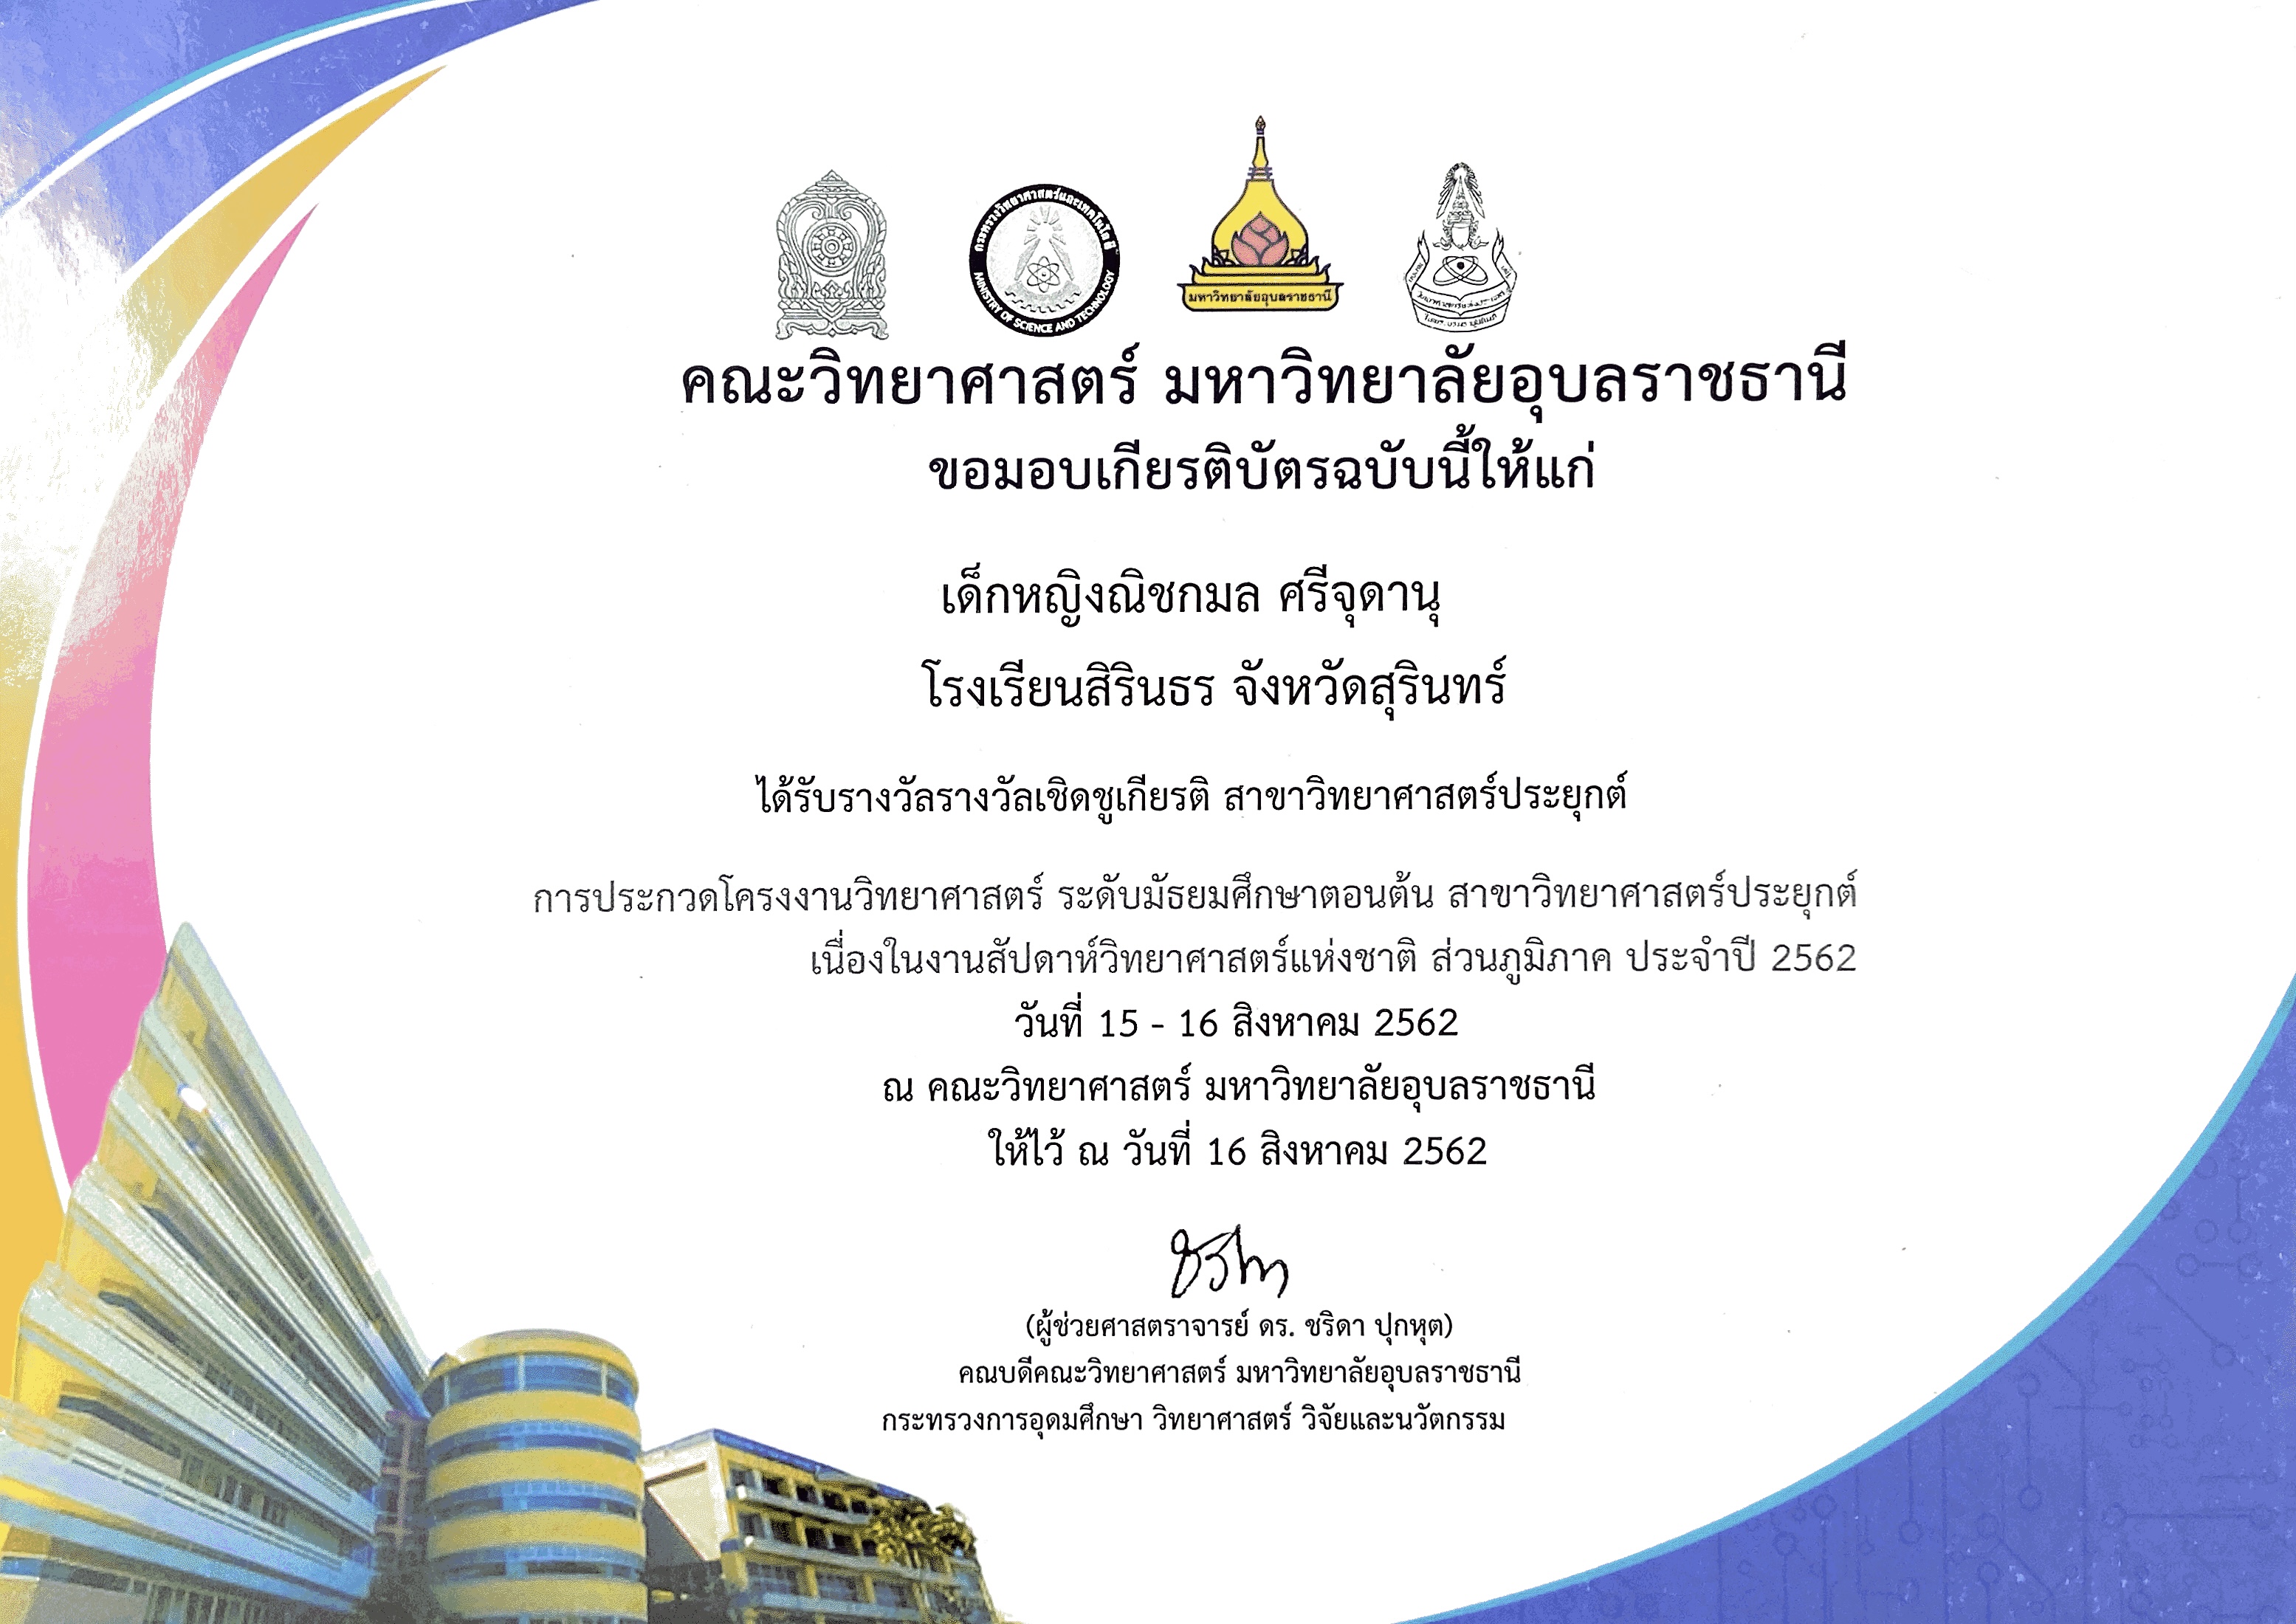 กระทรวงวิทยาศาสตร์และเทคโนโลยี
MINISTRY OF SCIENCE AND TECHNOLOGY
มหาวิทยาลัยอุบลราชธานี
คณะวิทยาศาสตร์ มหาวิทยาลัยอุบลราชธานี
ขอมอบเกียรติบัตรฉบับนี้ให้แก่
เด็กหญิงณิชกมล ศรีจุดานุ
โรงเรียนสิรินธร จังหวัดสุรินทร์
ได้รับรางวัลรางวัลเชิดชูเกียรติ สาขาวิทยาศาสตร์ประยุกต์
การประกวดโครงงานวิทยาศาสตร์ ระดับมัธยมศึกษาตอนต้น สาขาวิทยาศาสตร์ประยุกต์
เนื่องในงานสัปดาห์วิทยาศาสตร์แห่งชาติ ส่วนภูมิภาค ประจำปี 2562
วันที่ 15 - 16 สิงหาคม 2562
ณ คณะวิทยาศาสตร์ มหาวิทยาลัยอุบลราชธานี
ให้ไว้ ณ วันที่ 16 สิงหาคม 2562
(ผู้ช่วยศาสตราจารย์ ดร. ชริดา ปุกหุต)
คณบดีคณะวิทยาศาสตร์ มหาวิทยาลัยอุบลราชธานี
กระทรวงการอุดมศึกษา วิทยาศาสตร์ วิจัยและนวัตกรรม